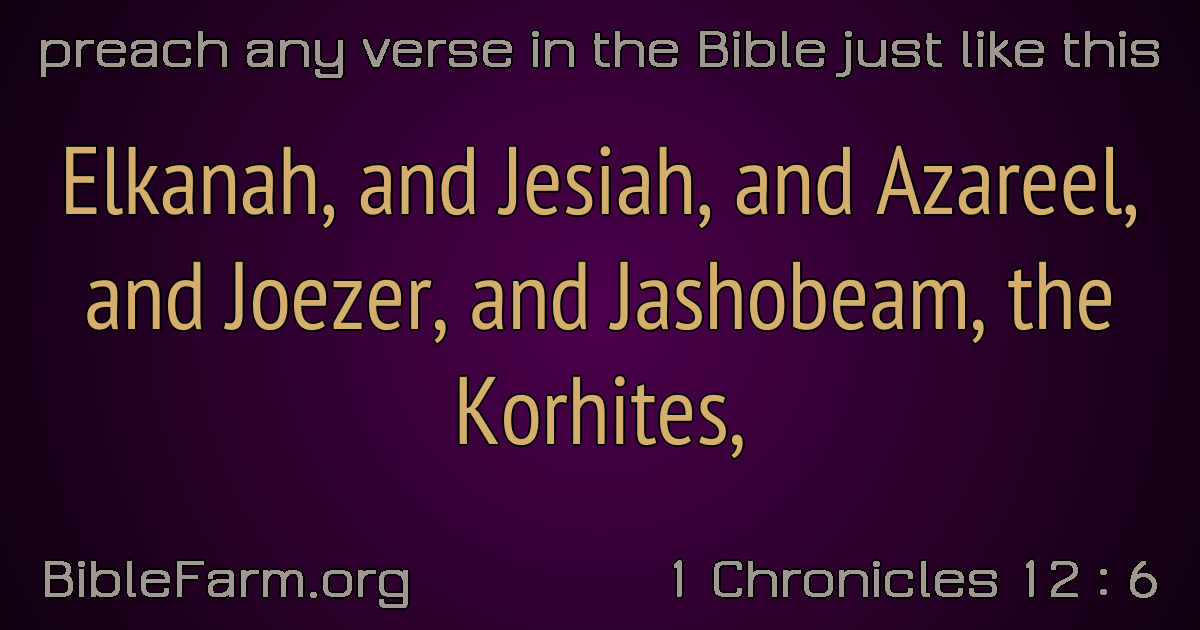 preach any verse in the Bible just like this
Elkanah, and Jesiah, and Azareel,
and Joezer, and Jashobeam, the
Korhites,
BibleFarm.org
1 Chronicles 12 : 6